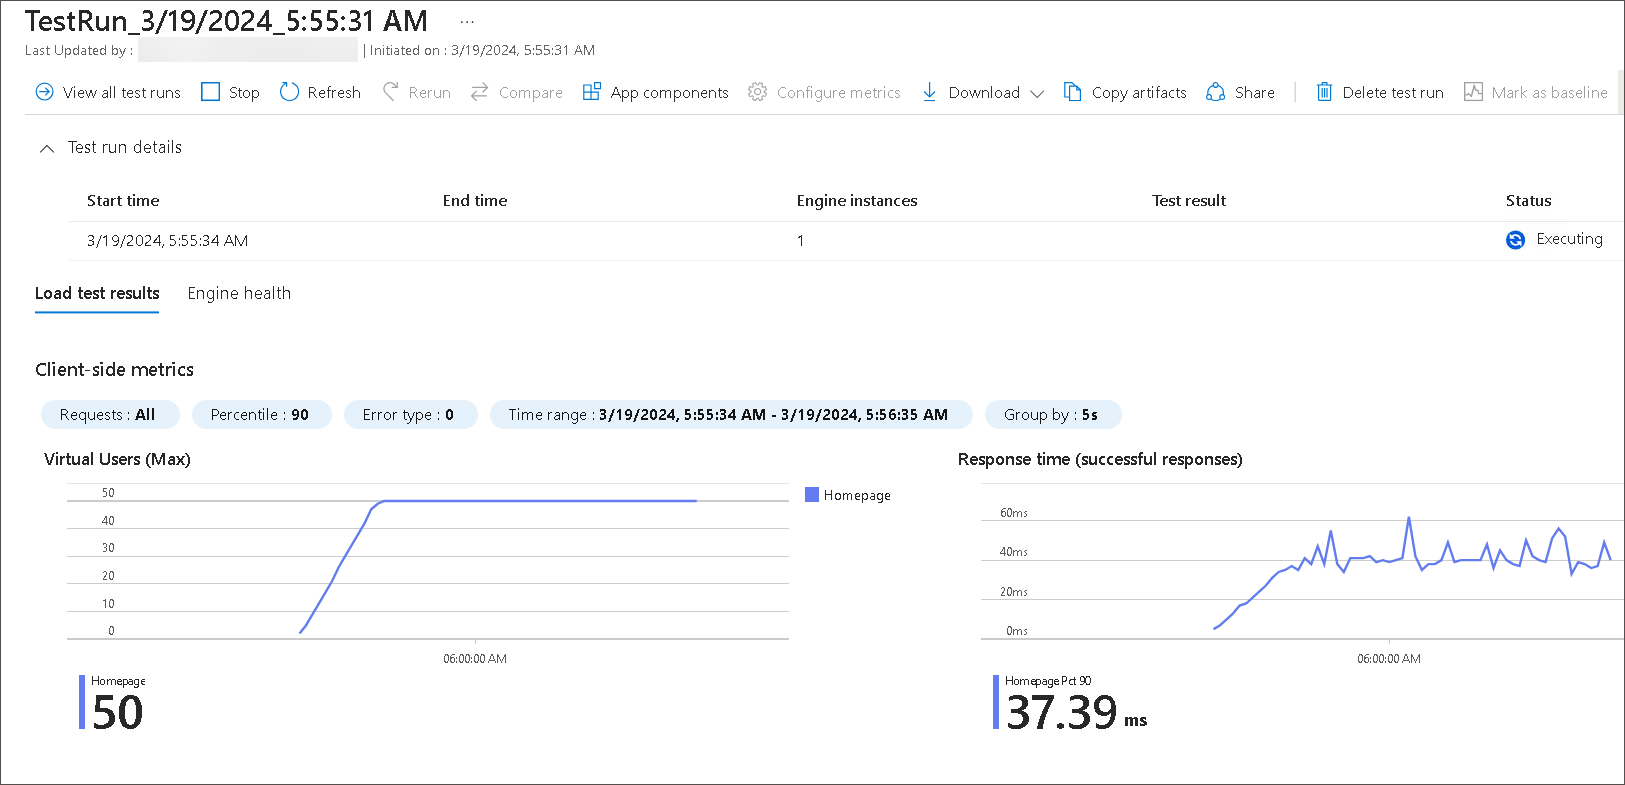 TestRun_3/19/2024_5:55:31 AM ...
Last Updated by : | Initiated on : 3/19/2024, 5:55:31 AM
View all test runs Stop Refresh Rerun Compare App components Configure metrics Download Copy artifacts Share Delete test run Mark as baseline
Test run details
Start time End time Engine instances Test result Status
3/19/2024, 5:55:34 AM 1 Executing
Load test results Engine health
Client-side metrics
Requests : All Percentile : 90 Error type : 0 Time range : 3/19/2024, 5:55:34 AM - 3/19/2024, 5:56:35 AM Group by : 5s
Virtual Users (Max)
50
40
30
20
10
0
06:00:00 AM
Homepage
Homepage
50
Response time (successful responses)
60ms
40ms
20ms
0ms
06:00:00 AM
Homepage Pct 90
37.39 ms